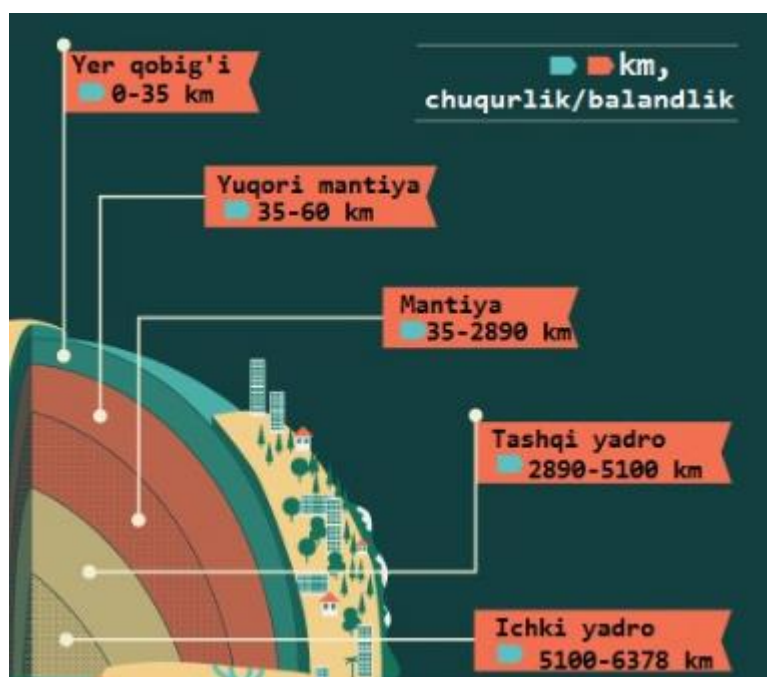 Yer qobig'i
0-35 km
km,
chuqurlik/balandlik
Yuqori mantiya
35-60 km
Mantiya
35-2890 km
Tashqi yadro
2890-5100 km
Ichki yadro
5100-6378 km